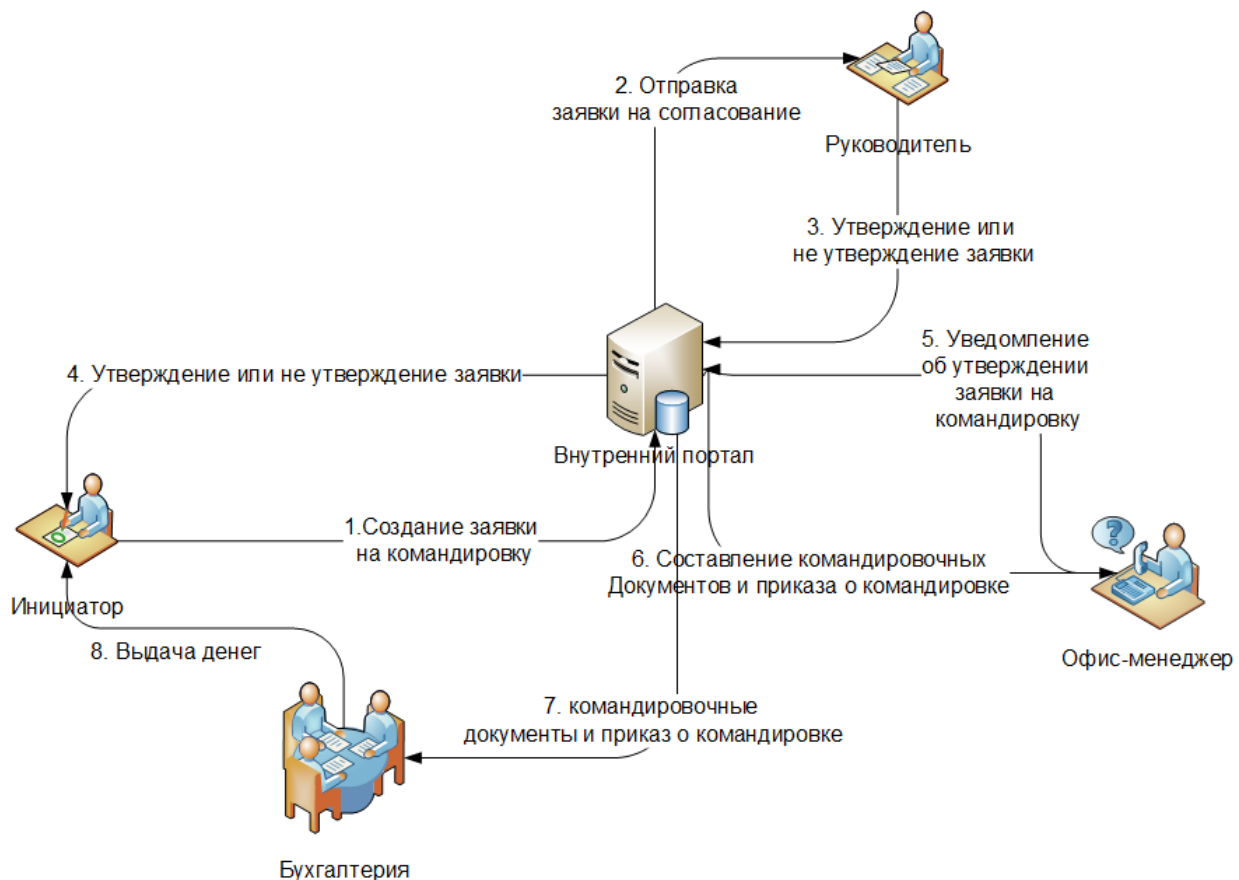 2. Отправка
заявки на согласование
Руководитель
3. Утверждение или
не утверждение заявки
5. Уведомление
об утверждении
заявки на
командировку
4. Утверждение или не утверждение заявки
Внутренний портал
1.Создание заявки
на командировку
6. Составление командировочных
Документов и приказа о командировке
Инициатор
8. Выдача денег
Офис-менеджер
7. командировочные
документы и приказ о командировке
Бухгалтерия